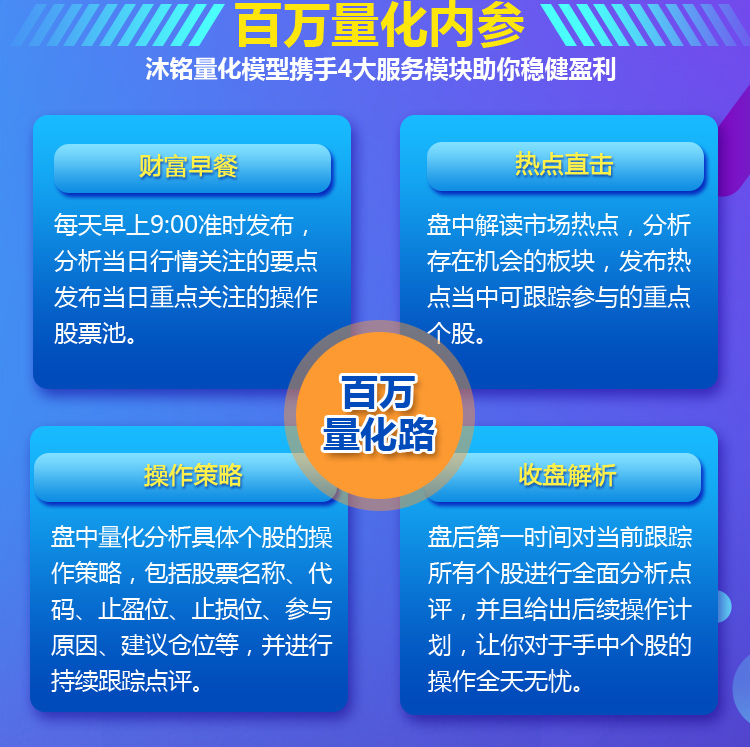 百万量化内参
沐铭量化模型携手4大服务模块助你稳健盈利
财富早餐
每天早上9:00准时发布，
分析当日行情关注的要点
发布当日重点关注的操作
股票池。
热点直击
盘中解读市场热点，分析
存在机会的板块，发布热
点当中可跟踪参与的重点
个股。
百万
量化路
操作策略
盘中量化分析具体个股的操
作策略，包括股票名称、代
码、止盈位、止损位、参与
原因、建议仓位等，并进行
持续跟踪点评。
收盘解析
盘后第一时间对当前跟踪
所有个股进行全面分析点
评，并且给出后续操作计
划，让你对于手中个股的
操作全天无忧。